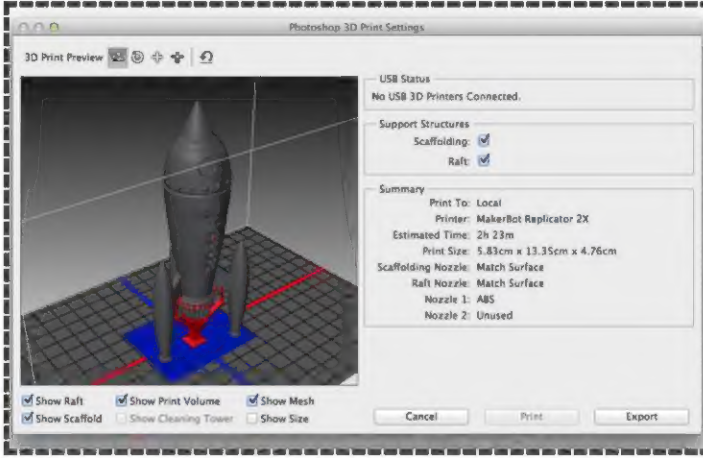 Photoshop 3D Print Settings
3D Print Preview
USB Status
No USB 3D Printers Connected.
Support Structures
Scaffolding:
Raft:
Summary
Print To: Local
Printer: MakerBot Replicator 2X
Estimated Time: 2h 23m
Print Size: 5.83cm x 13.35cm x 4.76cm
Scaffolding Nozzle: Match Surface
Raft Nozzle: Match Surface
Nozzle 1: ABS
Nozzle 2: Unused
Show Raft Show Print Volume Show Mesh
Show Scaffold Show Cleaning Tower Show Size
Cancel Print Export